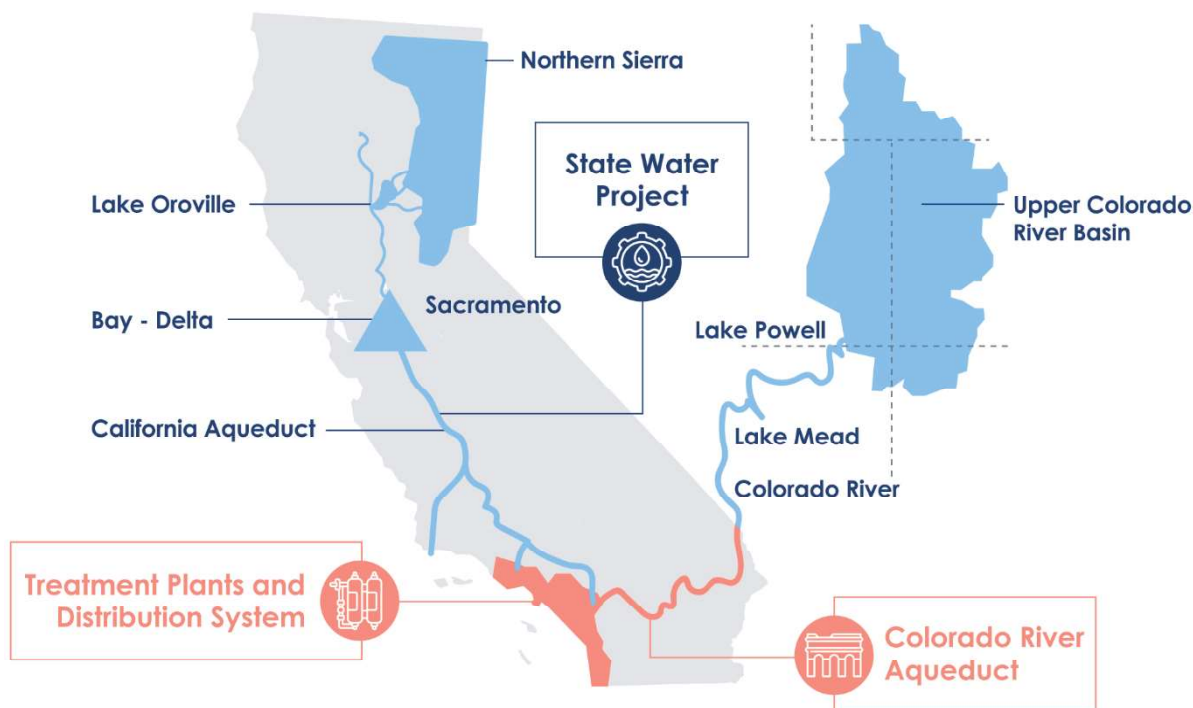 Northern Sierra
State Water
Project
Lake Oroville
Upper Colorado
River Basin
Sacramento
Bay - Delta
Lake Powell
California Aqueduct
Lake Mead
Colorado River
Treatment Plants and
Distribution System
Colorado River
Aqueduct